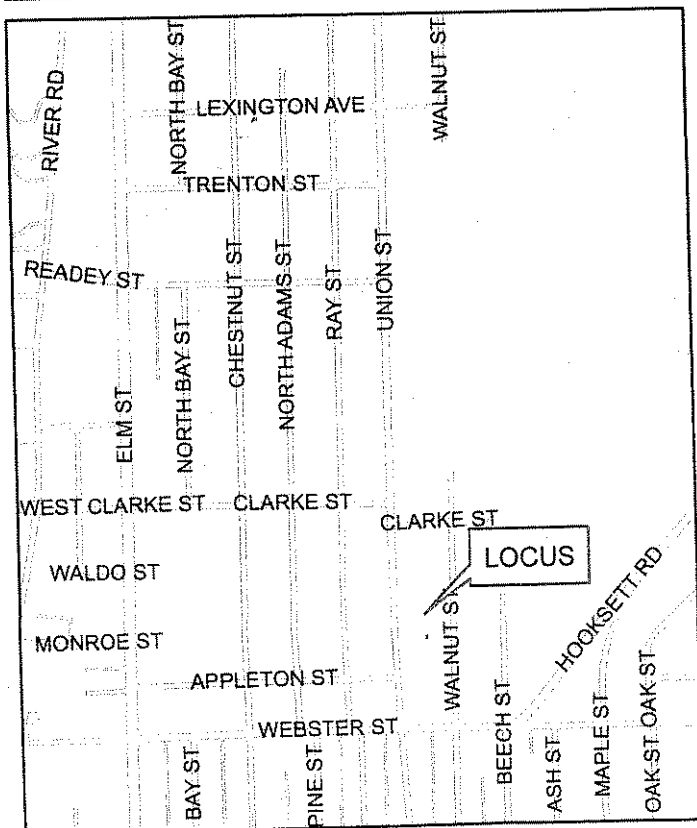 RIVER RD
NORTH BAY ST
WALNUT ST
LEXINGTON AVE
TRENTON ST
READEY ST
CHESTNUT ST
NORTH ADAMS ST
RAY ST
UNION ST
NORTH BAY ST
ELM ST
WEST CLARKE ST
CLARKE ST
CLARKE ST
LOCUS
WALDO ST
WALNUT ST
HOOKSETT RD
MONROE ST
APPLETON ST
WEBSTER ST
BEECH ST
MAPLE ST
OAK ST
OAK ST
BAY ST
PINE ST
ASH ST